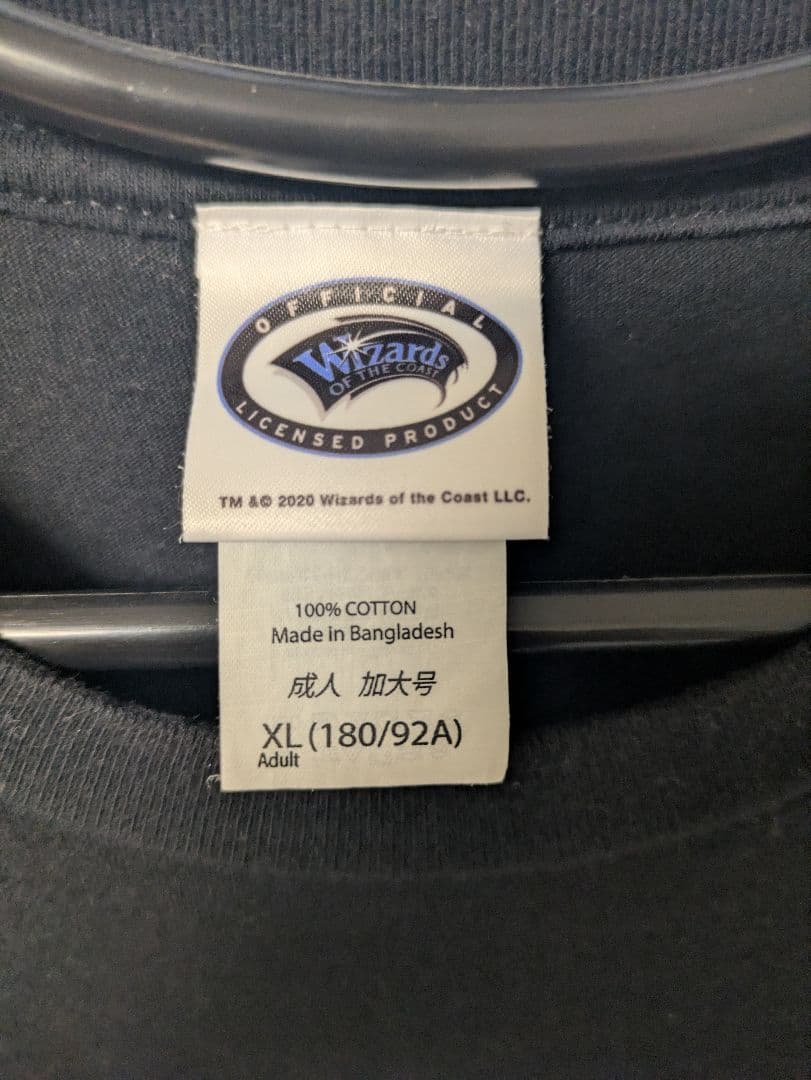 OFFICIAL
Wizards
OF THE COAST
LICENSED PRODUCT
TM &© 2020 Wizards of the Coast LLC.
100% COTTON
Made in Bangladesh
成人 加大号
XL (180/92A)
Adult